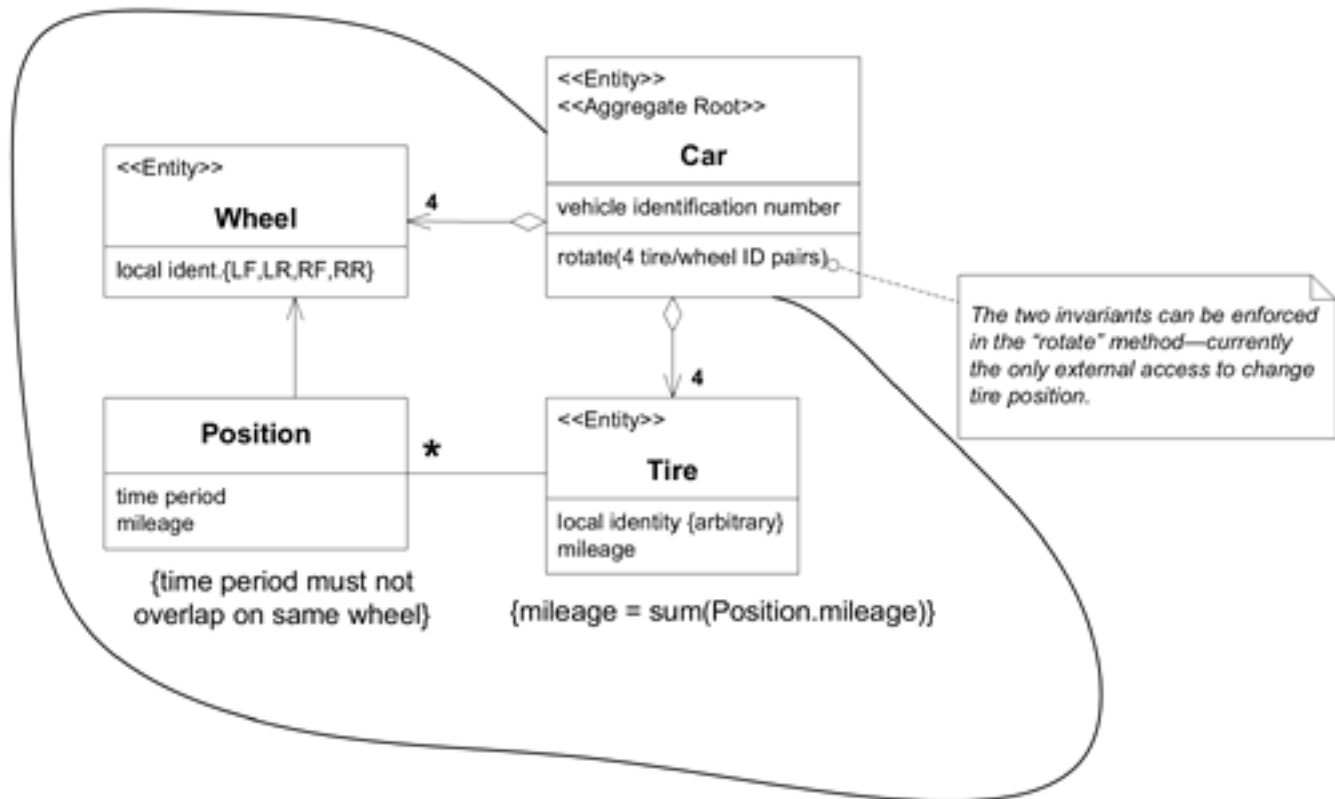 <<Entity>>
<<Aggregate Root>>
Car
vehicle identification number
rotate(4 tire/wheel ID pairs)
<<Entity>>
Wheel
local ident.{LF,LR,RF,RR}
4
4
The two invariants can be enforced
in the “rotate” method—currently
the only external access to change
tire position.
Position
time period
mileage
*
<<Entity>>
Tire
local identity {arbitrary}
mileage
{time period must not
overlap on same wheel}
{mileage = sum(Position.mileage)}